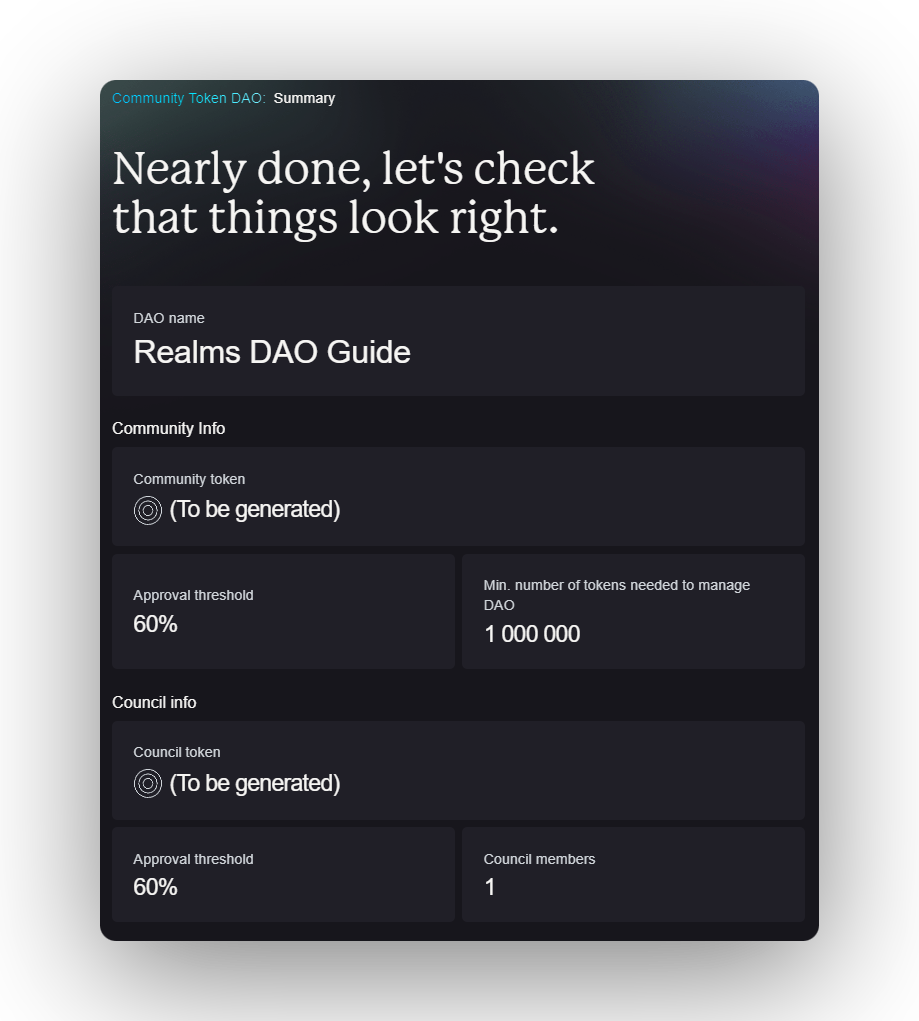 Community Token DAO: Summary
Nearly done, let's check
that things look right.
DAO name
Realms DAO Guide
Community Info
Community token
(To be generated)
Approval threshold
60%
Min. number of tokens needed to manage
DAO
1 000 000
Council info
Council token
(To be generated)
Approval threshold
60%
Council members
1